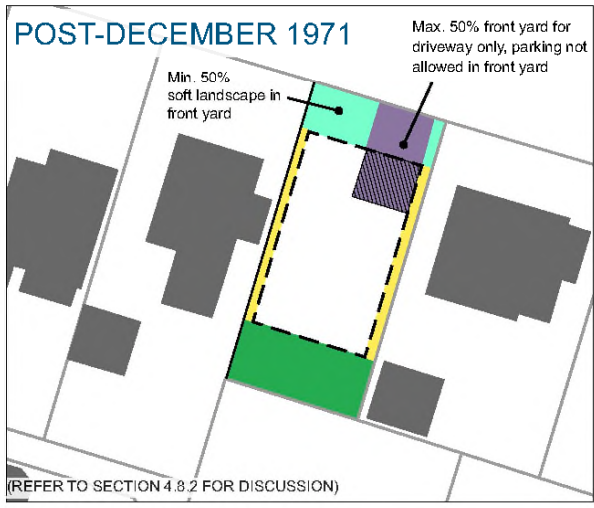 POST-DECEMBER 1971
Max. 50% front yard for
driveway only, parking not
allowed in front yard
Min. 50%
soft landscape in
front yard
(REFER TO SECTION 4.8.2 FOR DISCUSSION)